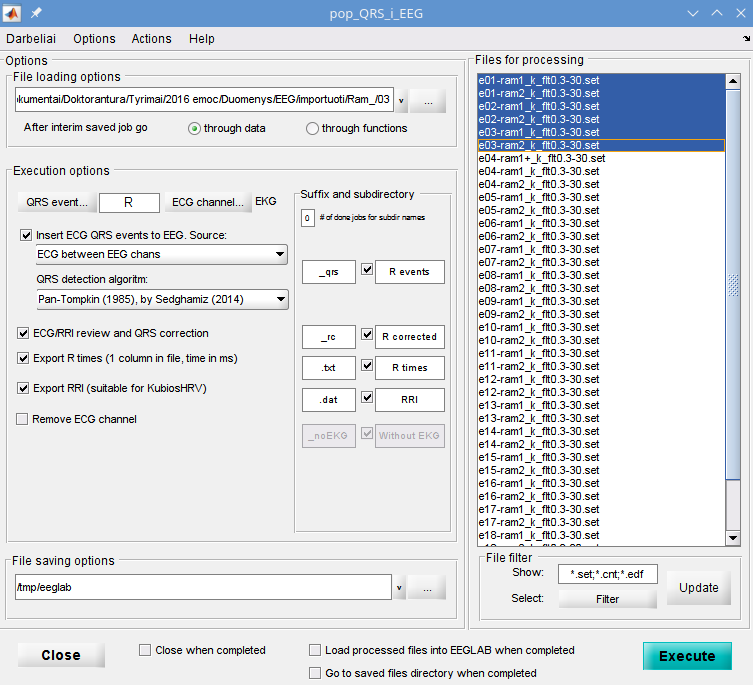 pop_QRS_i_EEG
Darbeliai Options Actions Help
Options
File loading options
okumentai/Doktorantura/Tyrimai/2016 emoc/Duomenys/EEG/importuoti/Ram_/03
v
...
After interim saved job go
through data
through functions
Execution options
QRS event...
R
ECG channel...
EKG
Insert ECG QRS events to EEG. Source:
ECG between EEG chans
QRS detection algoritm:
Pan-Tompkin (1985), by Sedghamiz (2014)
ECG/RRI review and QRS correction
Export R times (1 column in file, time in ms)
Export RRI (suitable for KubiosHRV)
Remove ECG channel
Suffix and subdirectory
0 # of done jobs for subdir names
_qrs R events
_rc R corrected
.txt R times
.dat RRI
_noEKG Without EKG
File saving options
/tmp/eeglab
v
...
Files for processing
e01-ram1_k_flt0.3-30.set
e01-ram2_k_flt0.3-30.set
e02-ram1_k_flt0.3-30.set
e02-ram2_k_flt0.3-30.set
e03-ram1_k_flt0.3-30.set
e03-ram2_k_flt0.3-30.set
e04-ram1+_k_flt0.3-30.set
e04-ram1_k_flt0.3-30.set
e04-ram2_k_flt0.3-30.set
e05-ram1_k_flt0.3-30.set
e05-ram2_k_flt0.3-30.set
e06-ram1_k_flt0.3-30.set
e06-ram2_k_flt0.3-30.set
e07-ram1_k_flt0.3-30.set
e07-ram2_k_flt0.3-30.set
e08-ram1_k_flt0.3-30.set
e08-ram2_k_flt0.3-30.set
e09-ram1_k_flt0.3-30.set
e09-ram2_k_flt0.3-30.set
e10-ram1_k_flt0.3-30.set
e10-ram2_k_flt0.3-30.set
e11-ram1_k_flt0.3-30.set
e11-ram2_k_flt0.3-30.set
e12-ram1_k_flt0.3-30.set
e12-ram2_k_flt0.3-30.set
e13-ram1_k_flt0.3-30.set
e13-ram2_k_flt0.3-30.set
e14-ram1_k_flt0.3-30.set
e14-ram2_k_flt0.3-30.set
e15-ram1_k_flt0.3-30.set
e15-ram2_k_flt0.3-30.set
e16-ram1_k_flt0.3-30.set
e16-ram2_k_flt0.3-30.set
e17-ram1_k_flt0.3-30.set
e17-ram2_k_flt0.3-30.set
e18-ram1_k_flt0.3-30.set
File filter
Show: *.set;*.cnt;*.edf
Select: Filter
Update
Close
Close when completed
Load processed files into EEGLAB when completed
Go to saved files directory when completed
Execute